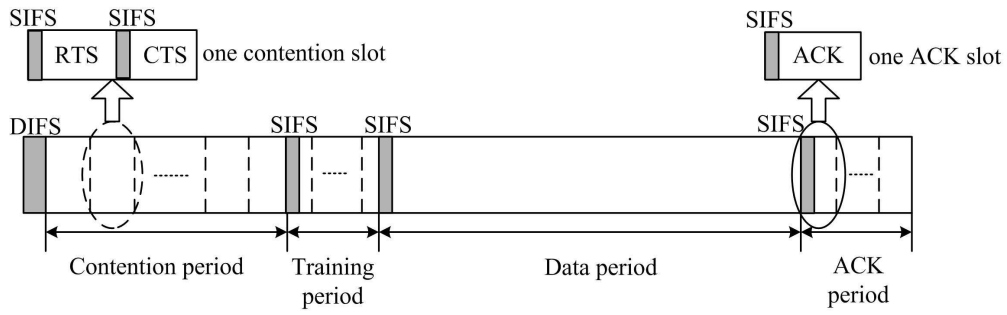 SIFS SIFS SIFS
RTS CTS one contention slot ACK one ACK slot
DIFS SIFS SIFS SIFS
Contention period Training period Data period ACK period